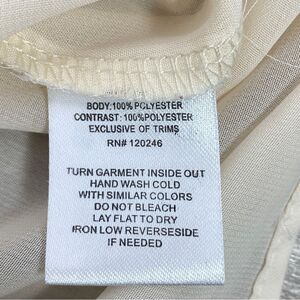 BODY:100% POLYESTER
CONTRAST: 100%POLYESTER
EXCLUSIVE OF TRIMS
RN# 120246
TURN GARMENT INSIDE OUT
HAND WASH COLD
WITH SIMILAR COLORS
DO NOT BLEACH
LAY FLAT TO DRY
IRON LOW REVERSESIDE
IF NEEDED